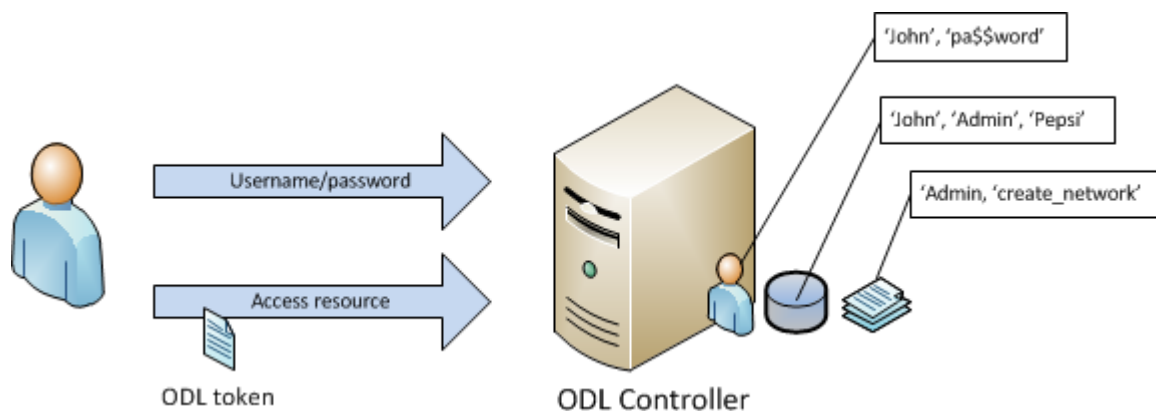 'John', 'pa$$word'
'John', 'Admin', 'Pepsi'
'Admin, 'create_network'
Username/password
Access resource
ODL token
ODL Controller